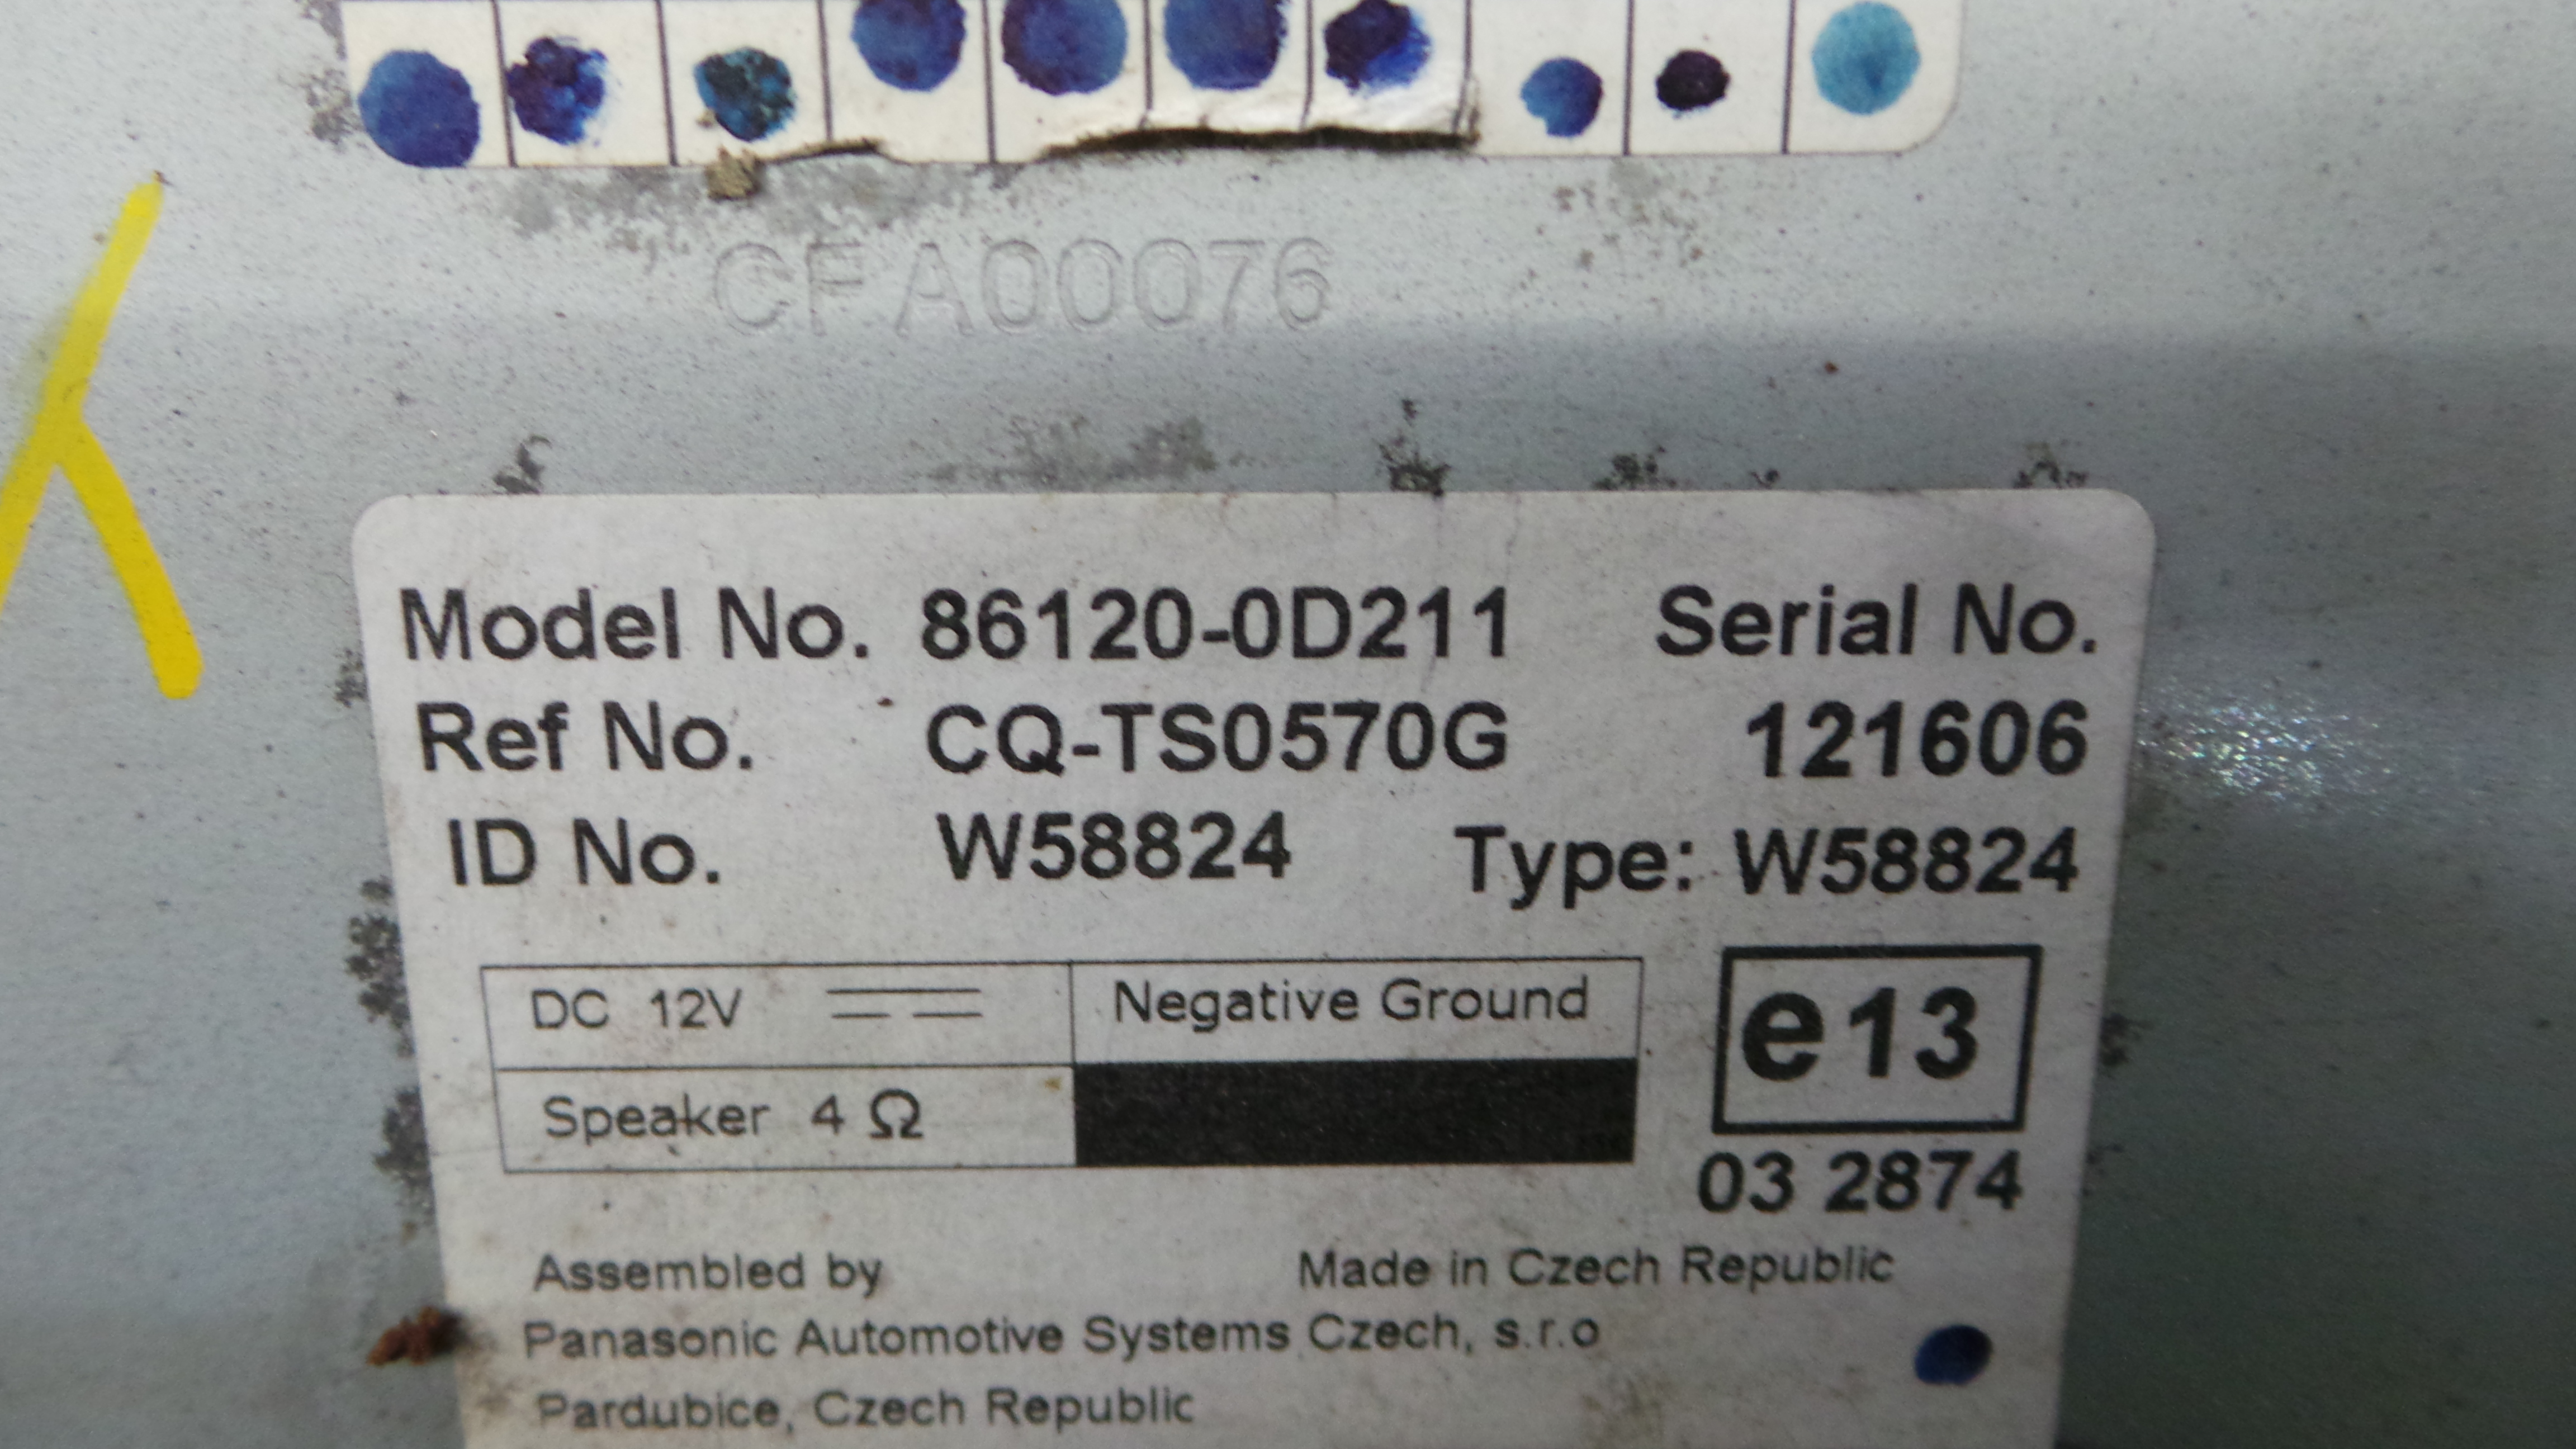 CFA00076
Model No. 86120-0D211 Serial No.
Ref No. CQ-TS0570G 121606
ID No. W58824 Type: W58824
DC 12V Negative Ground
e13
Speaker 4 Ω
03 2874
Assembled by Made in Czech Republic
Panasonic Automotive Systems Czech, s.r.o
Pardubice, Czech Republic